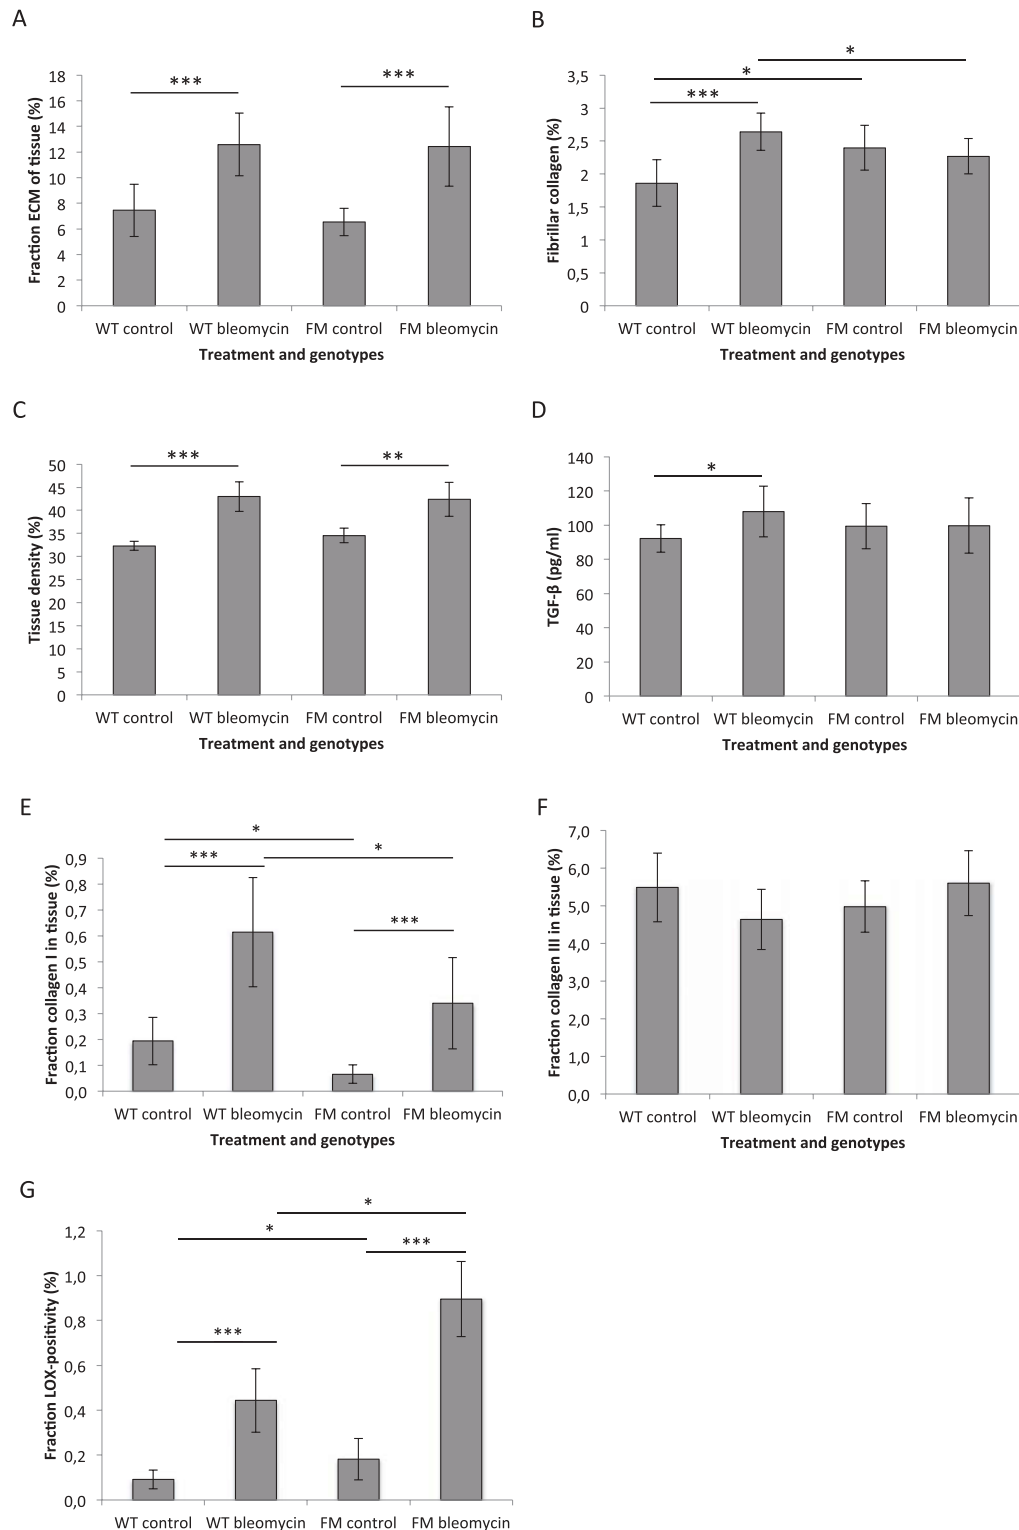 A
***
***
18
16
14
12
10
8
6
4
2
0
Fraction ECM of tissue (%)
WT control
WT bleomycin
FM control
FM bleomycin
Treatment and genotypes
B
*
*
***
3,5
3
2,5
2
1,5
1
0,5
0
Fibrillar collagen (%)
WT control
WT bleomycin
FM control
FM bleomycin
Treatment and genotypes
C
***
**
50
45
40
35
30
25
20
15
10
5
0
Tissue density (%)
WT control
WT bleomycin
FM control
FM bleomycin
Treatment and genotypes
D
*
140
120
100
80
60
40
20
0
TGF-β (pg/ml)
WT control
WT bleomycin
FM control
FM bleomycin
Treatment and genotypes
E
*
***
*
***
0,9
0,8
0,7
0,6
0,5
0,4
0,3
0,2
0,1
0,0
Fraction collagen I in tissue (%)
WT control
WT bleomycin
FM control
FM bleomycin
Treatment and genotypes
F
7,0
6,0
5,0
4,0
3,0
2,0
1,0
0,0
Fraction collagen III in tissue (%)
WT control
WT bleomycin
FM control
FM bleomycin
Treatment and genotypes
G
*
*
***
***
1,2
1,0
0,8
0,6
0,4
0,2
0,0
Fraction LOX-positivity (%)
WT control
WT bleomycin
FM control
FM bleomycin